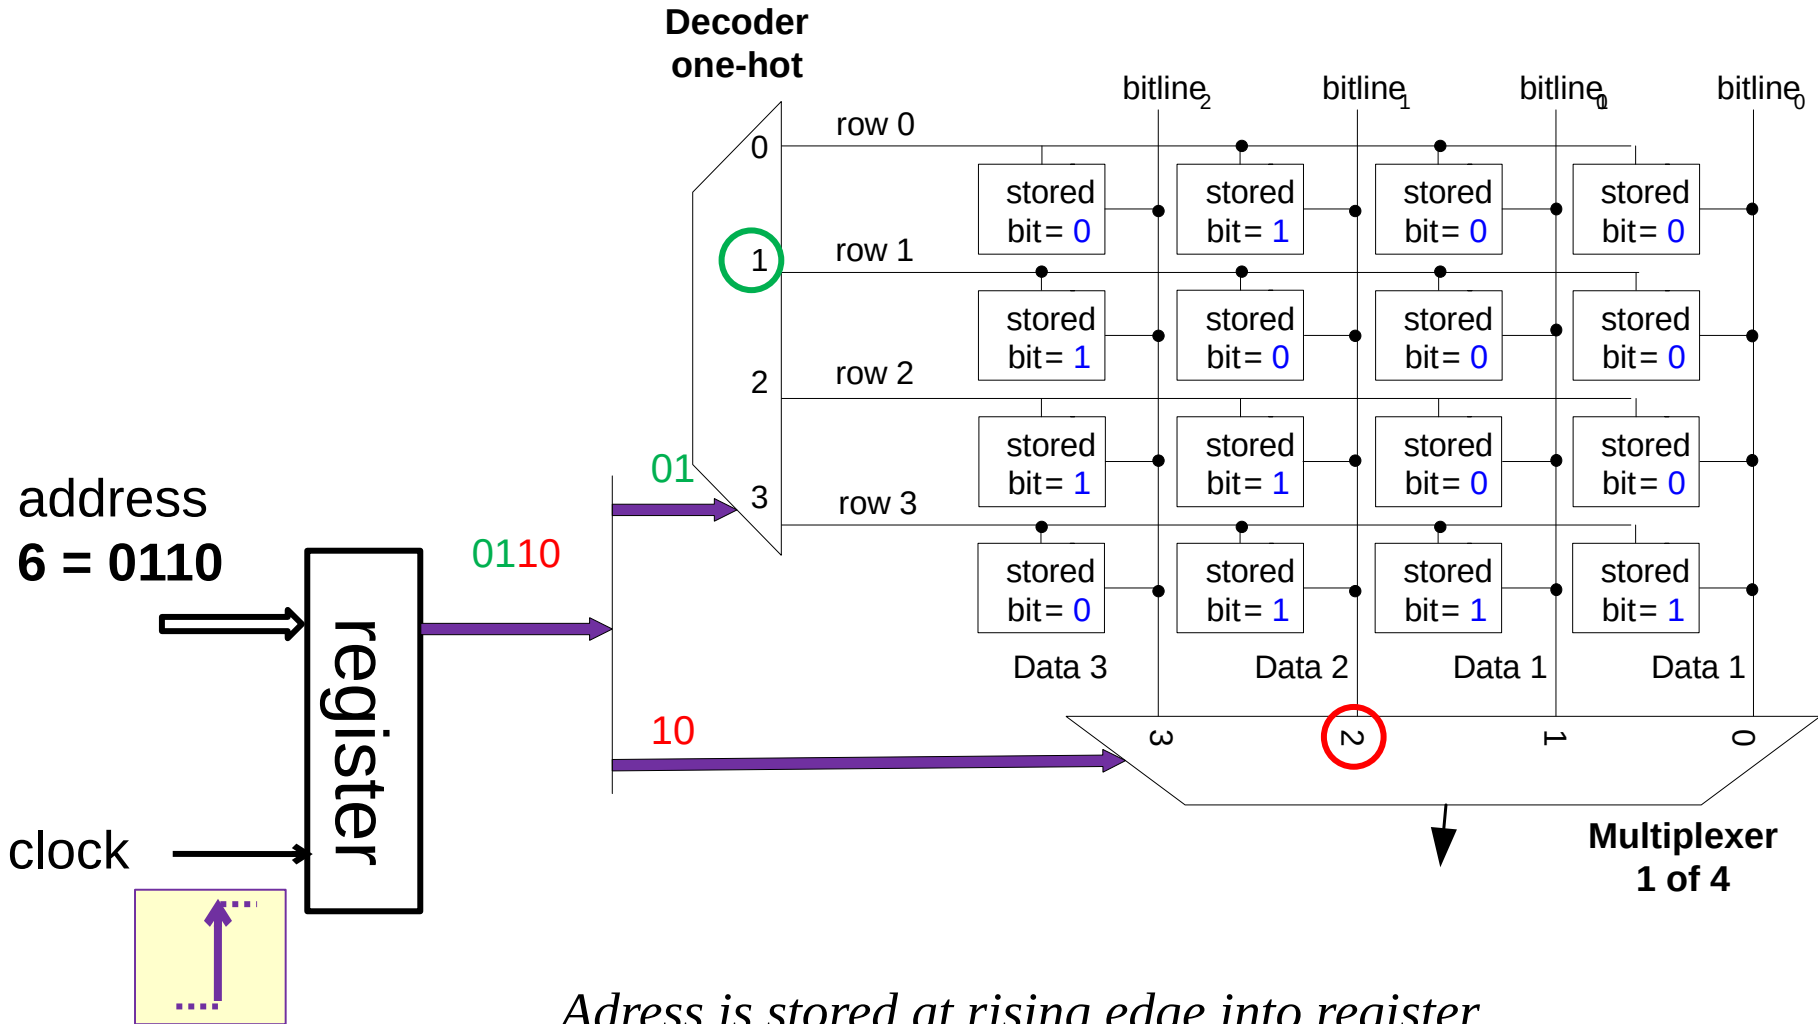 Decoder
one-hot
bitline2
bitline1
bitline0
bitline0
row 0
0
stored
bit= 0
stored
bit= 1
stored
bit= 0
stored
bit= 0
row 1
1
stored
bit= 1
stored
bit= 0
stored
bit= 0
stored
bit= 0
row 2
2
stored
bit= 1
stored
bit= 1
stored
bit= 0
stored
bit= 0
row 3
3
stored
bit= 0
stored
bit= 1
stored
bit= 1
stored
bit= 1
01
address
6 = 0110
0110
register
10
Data 3
Data 2
Data 1
Data 1
3
2
1
0
clock
Multiplexer
1 of 4
Adress is stored at rising edge into register